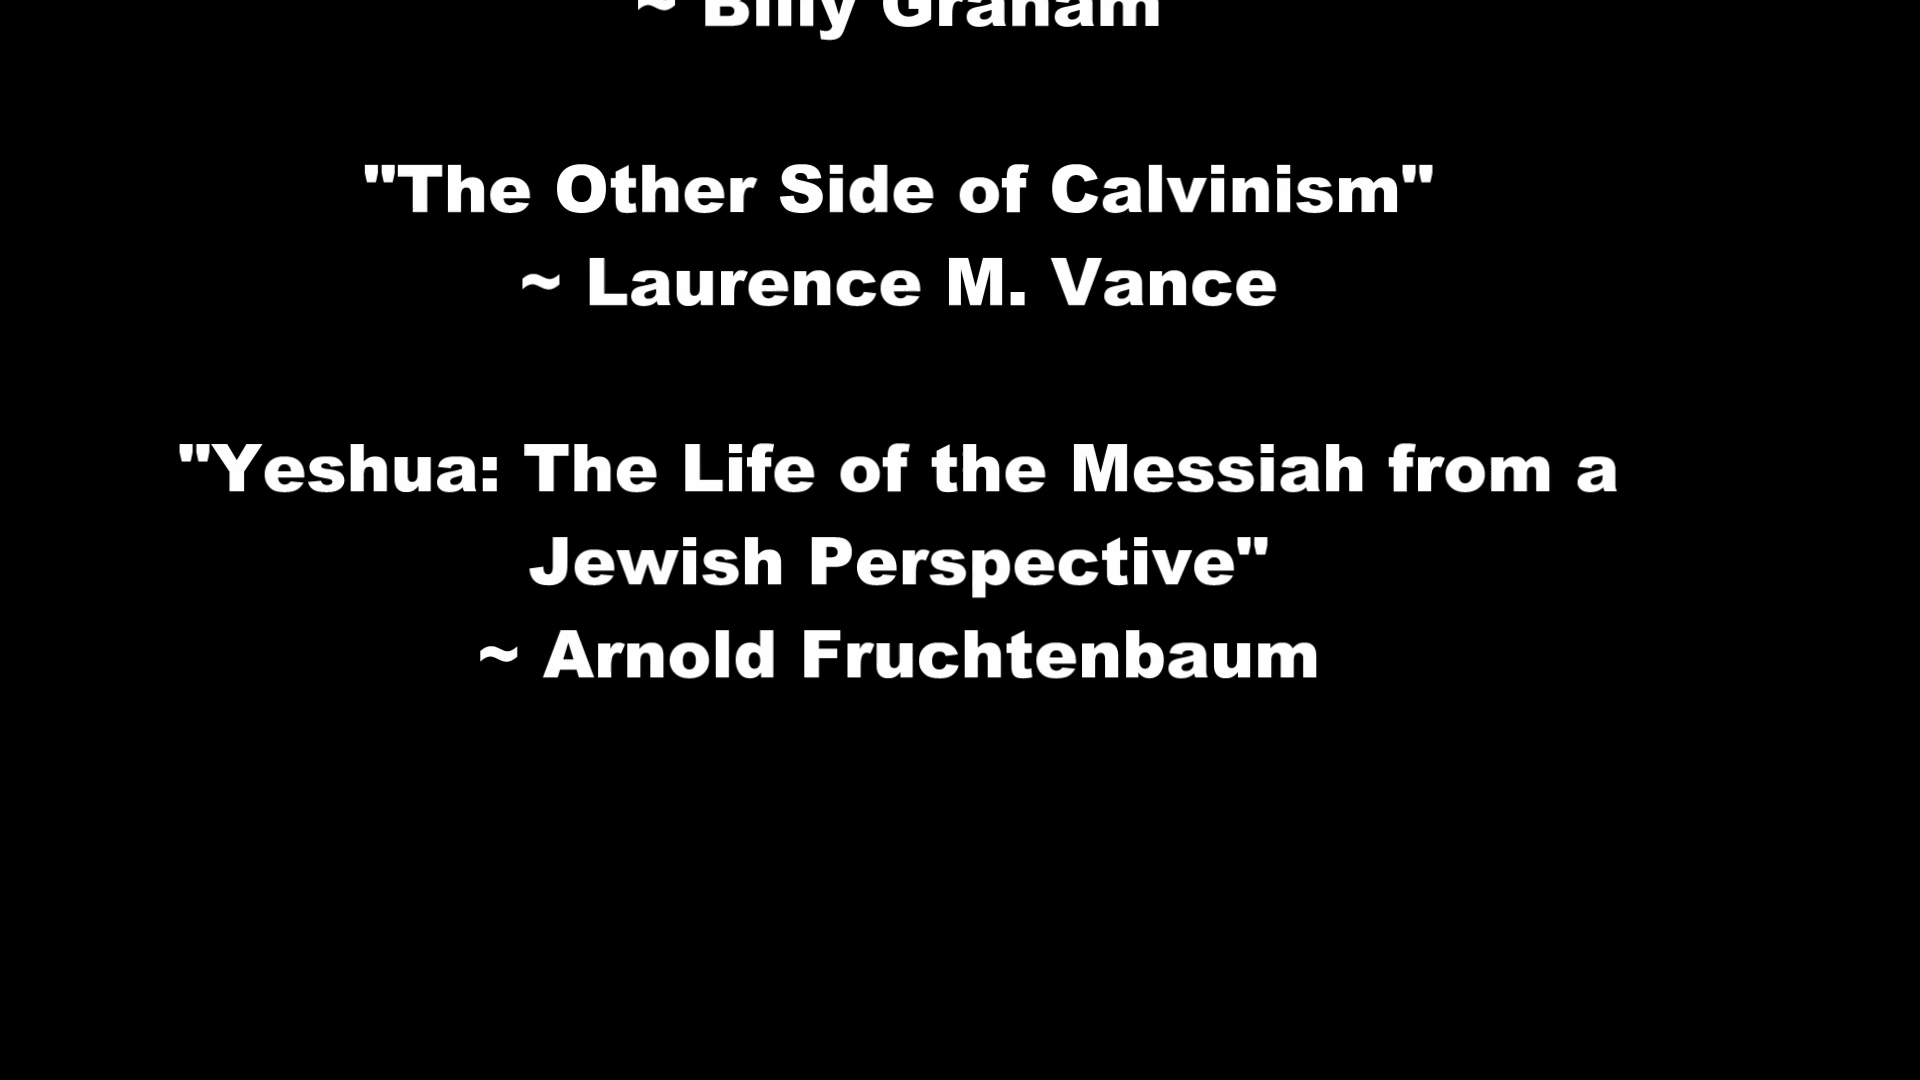 ~ Billy Graham
"The Other Side of Calvinism"
~ Laurence M. Vance
"Yeshua: The Life of the Messiah from a
Jewish Perspective"
~ Arnold Fruchtenbaum